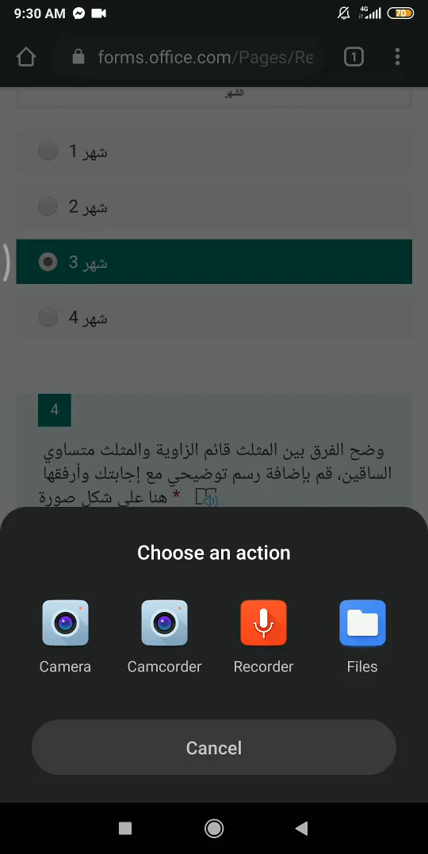 9:30 AM
4G
70
forms.office.com/Pages/Re
1
الشهر
شهر 1
شهر 2
شهر 3
شهر 4
4
وضح الفرق بين المثلث قائم الزاوية والمثلث متساوي
الساقين، قم بإضافة رسم توضيحي مع إجابتك وأرفقها
هنا على شكل صورة *
Choose an action
Camera
Camcorder
Recorder
Files
Cancel